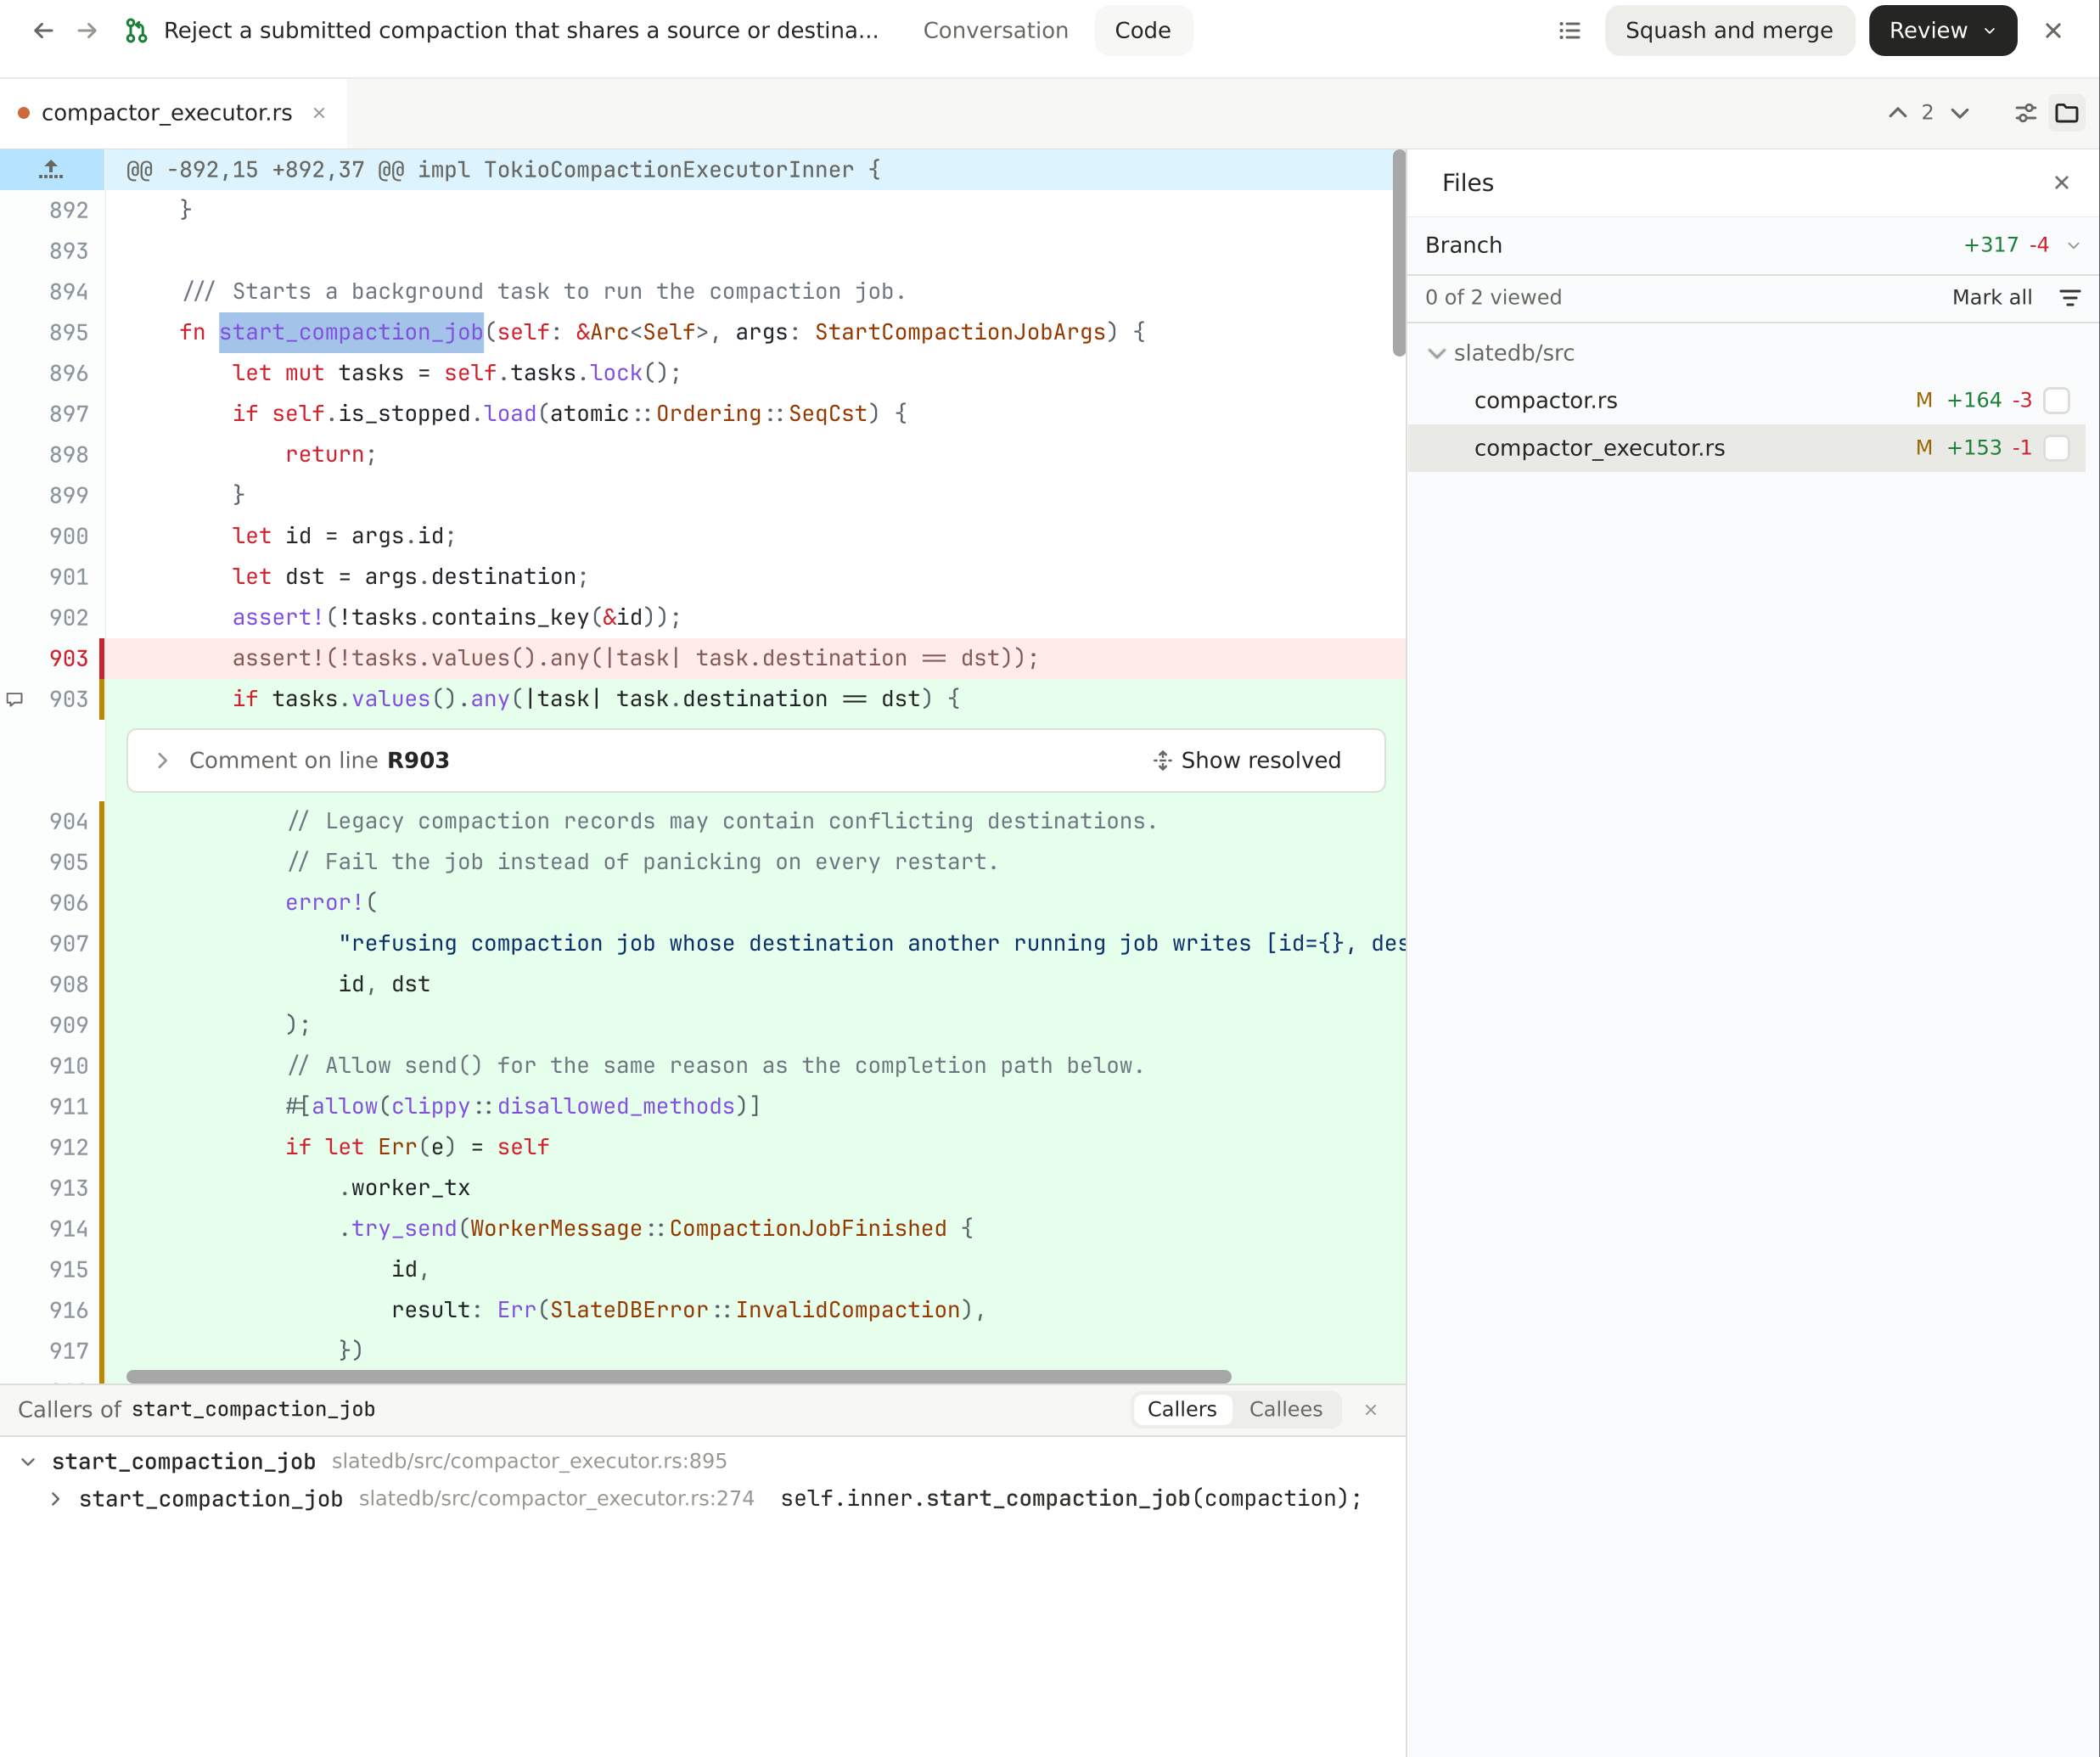 Reject a submitted compaction that shares a source or destina...
Conversation
Code
Squash and merge
Review
compactor_executor.rs
2
@@ -892,15 +892,37 @@ impl TokioCompactionExecutorInner {
892     }
893
894     /// Starts a background task to run the compaction job.
895     fn start_compaction_job(self: &Arc<Self>, args: StartCompactionJobArgs) {
896         let mut tasks = self.tasks.lock();
897         if self.is_stopped.load(atomic::Ordering::SeqCst) {
898             return;
899         }
900         let id = args.id;
901         let dst = args.destination;
902         assert!(!tasks.contains_key(&id));
903         assert!(!tasks.values().any(|task| task.destination == dst));
903         if tasks.values().any(|task| task.destination == dst) {
Comment on line R903
Show resolved
904             // Legacy compaction records may contain conflicting destinations.
905             // Fail the job instead of panicking on every restart.
906             error!(
907                 "refusing compaction job whose destination another running job writes [id={}, des
908                 id, dst
909             );
910             // Allow send() for the same reason as the completion path below.
911             #[allow(clippy::disallowed_methods)]
912             if let Err(e) = self
913                 .worker_tx
914                 .try_send(WorkerMessage::CompactionJobFinished {
915                     id,
916                     result: Err(SlateDBError::InvalidCompaction),
917                 })
Callers of start_compaction_job
Callers
Callees
start_compaction_job slatedb/src/compactor_executor.rs:895
start_compaction_job slatedb/src/compactor_executor.rs:274 self.inner.start_compaction_job(compaction);
Files
Branch
+317 -4
0 of 2 viewed
Mark all
slatedb/src
compactor.rs M +164 -3
compactor_executor.rs M +153 -1